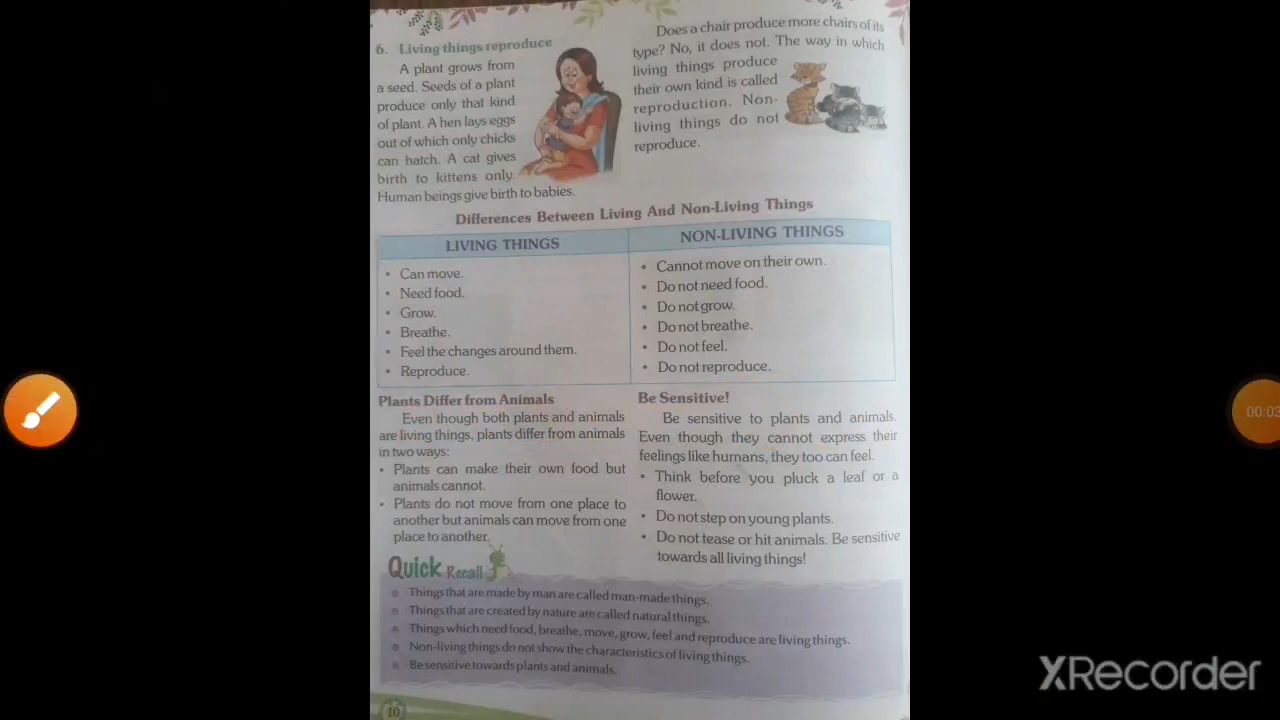 6. Living things reproduce
A plant grows from
a seed. Seeds of a plant
produce only that kind
of plant. A hen lays eggs
out of which only chicks
can hatch. A cat gives
birth to kittens only.
Human beings give birth to babies.
Does a chair produce more chairs of its
type? No, it does not. The way in which
living things produce
their own kind is called
reproduction. Non-
living things do not
reproduce.
Differences Between Living And Non-Living Things
LIVING THINGS
• Can move.
• Need food.
• Grow.
• Breathe.
• Feel the changes around them.
• Reproduce.
NON-LIVING THINGS
• Cannot move on their own.
• Do not need food.
• Do not grow.
• Do not breathe.
• Do not feel.
• Do not reproduce.
Plants Differ from Animals
Even though both plants and animals
are living things, plants differ from animals
in two ways:
• Plants can make their own food but
animals cannot.
• Plants do not move from one place to
another but animals can move from one
place to another.
Be Sensitive!
Be sensitive to plants and animals.
Even though they cannot express their
feelings like humans, they too can feel.
• Think before you pluck a leaf or a
flower.
• Do not step on young plants.
• Do not tease or hit animals. Be sensitive
towards all living things!
Quick Recall
Things that are made by man are called man-made things.
Things that are created by nature are called natural things.
Things which need food, breathe, move, grow, feel and reproduce are living things.
Non-living things do not show the characteristics of living things.
Be sensitive towards plants and animals.
10
00:03
XRecorder